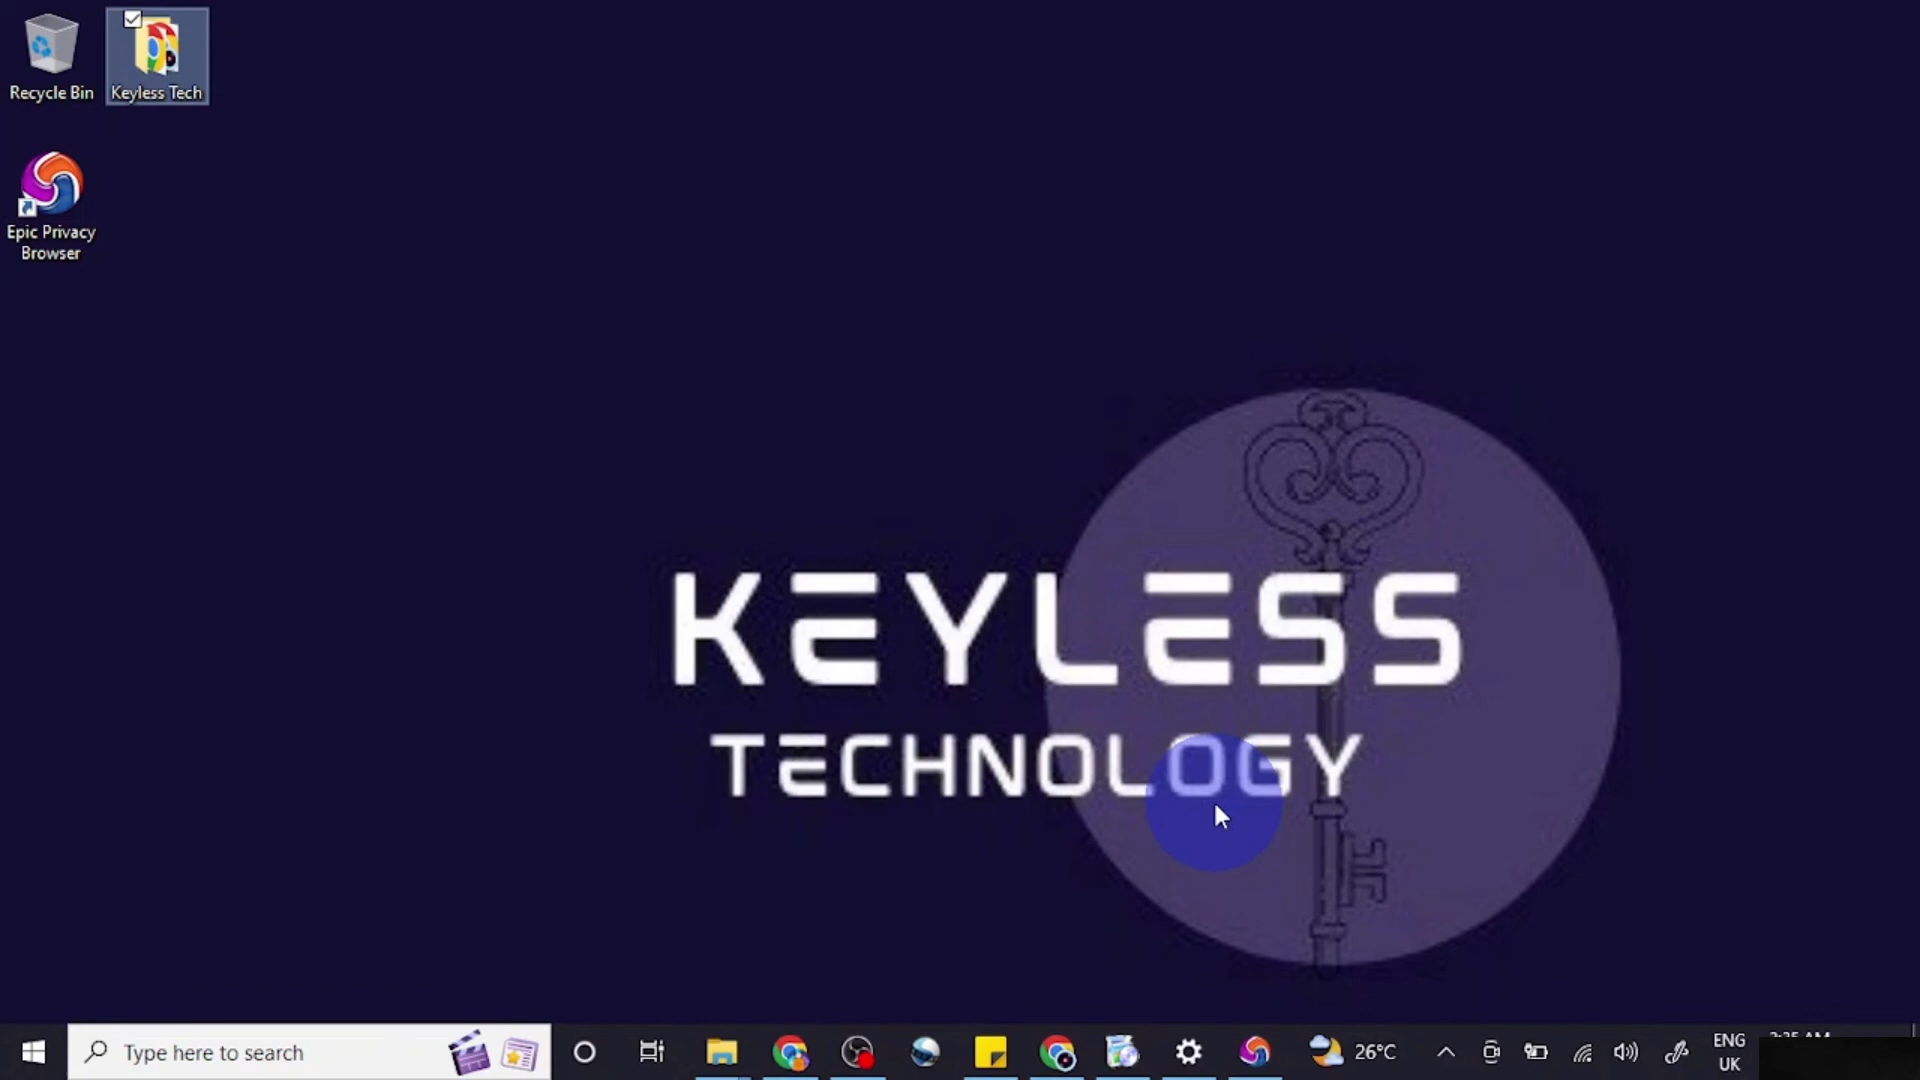 Recycle Bin
Keyless Tech
Epic Privacy
Browser
KEYLESS
TECHNOLOGY
Type here to search
26°C
ENG
UK